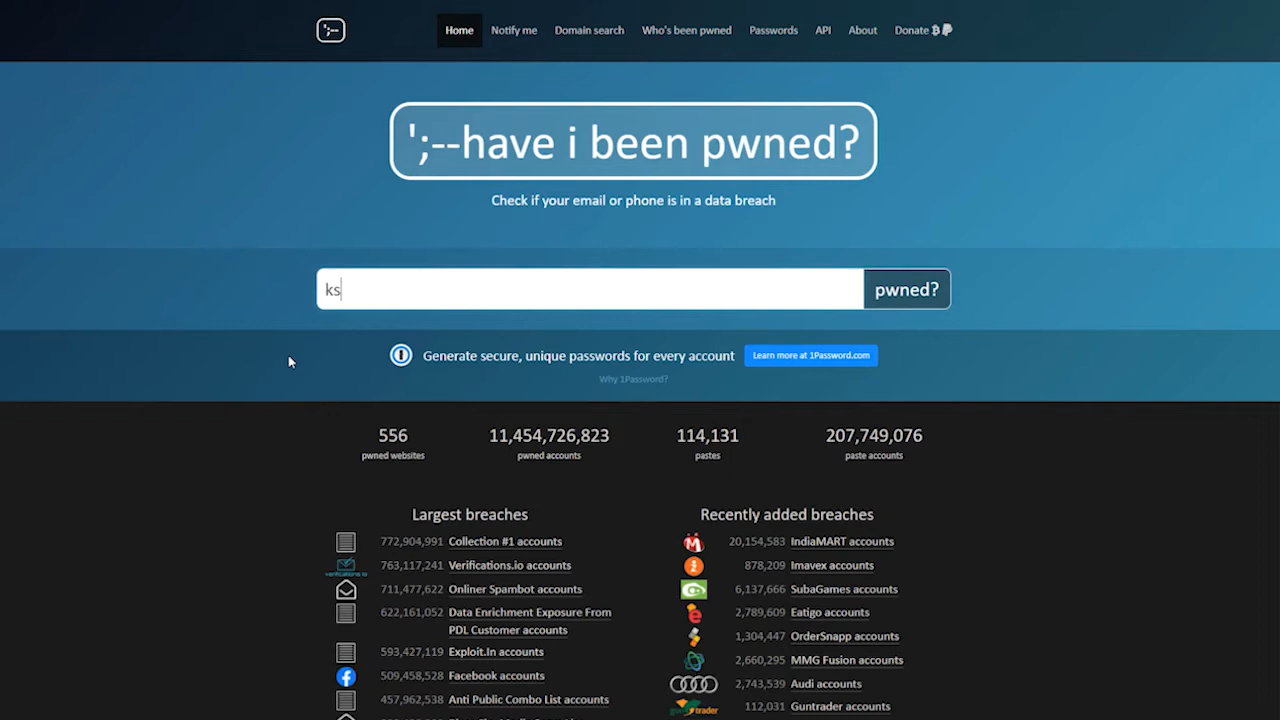 ';--
Home
Notify me
Domain search
Who's been pwned
Passwords
API
About
Donate
';--have i been pwned?
Check if your email or phone is in a data breach
ks
pwned?
Generate secure, unique passwords for every account
Learn more at 1Password.com
Why 1Password?
556
pwned websites
11,454,726,823
pwned accounts
114,131
pastes
207,749,076
paste accounts
Largest breaches
772,904,991 Collection #1 accounts
verifications.io
763,117,241 Verifications.io accounts
711,477,622 Onliner Spambot accounts
622,161,052 Data Enrichment Exposure From
PDL Customer accounts
593,427,119 Exploit.In accounts
509,458,528 Facebook accounts
457,962,538 Anti Public Combo List accounts
Recently added breaches
20,154,583 IndiaMART accounts
878,209 Imavex accounts
6,137,666 SubaGames accounts
2,789,609 Eatigo accounts
1,304,447 OrderSnapp accounts
2,660,295 MMG Fusion accounts
2,743,539 Audi accounts
112,031 Guntrader accounts